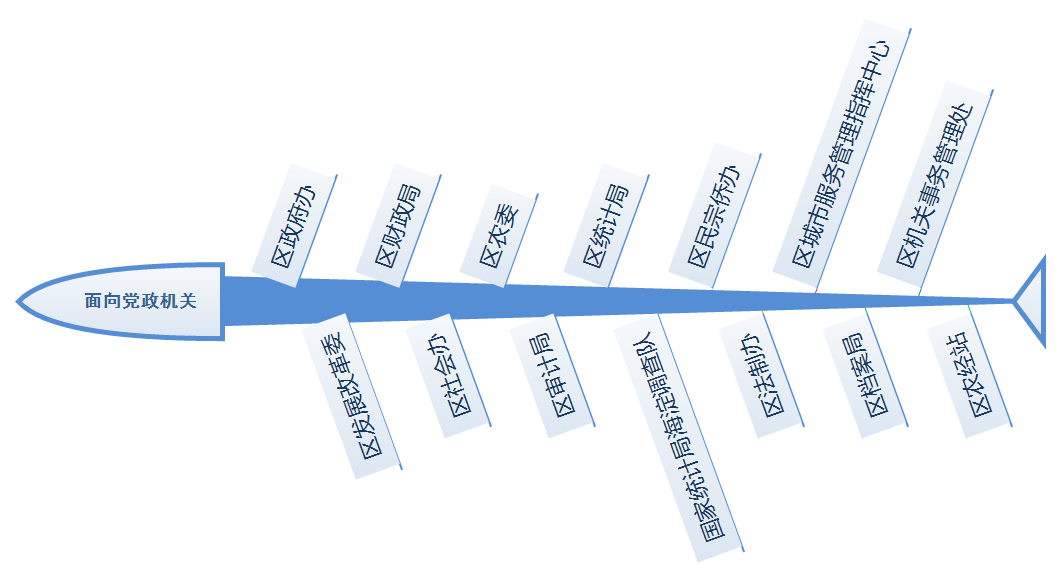 面向党政机关
区政府办
区财政局
区农委
区统计局
区民宗侨办
区城市服务管理指挥中心
区机关事务管理处
区发展改革委
区社会办
区审计局
国家统计局海淀调查队
区法制办
区档案局
区农经站